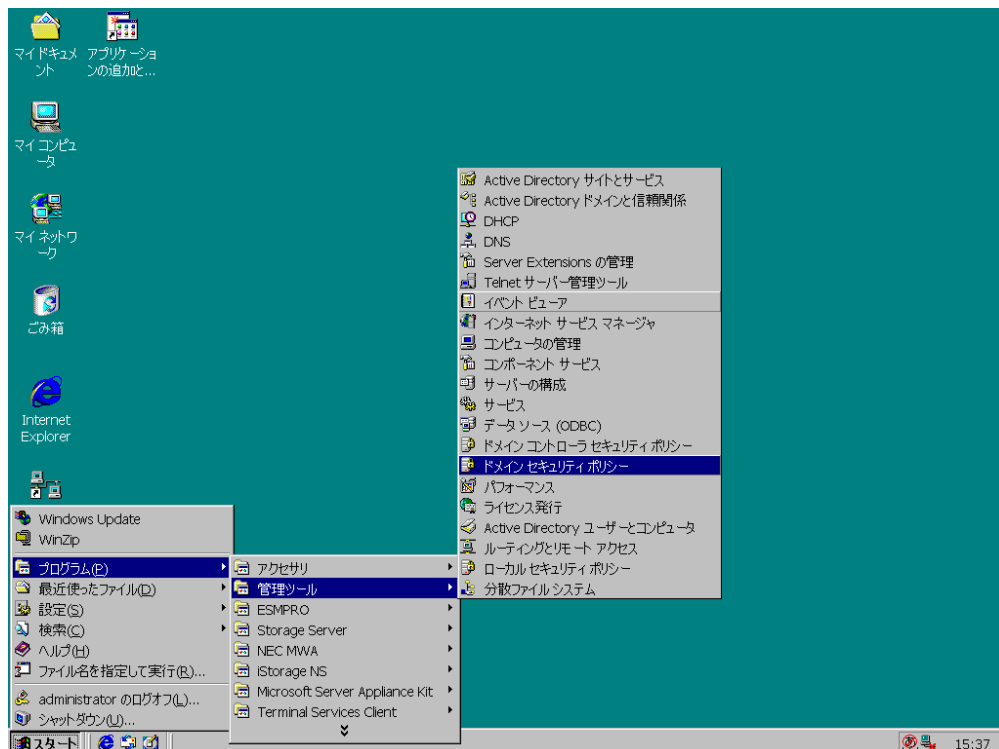 マイドキュメ
ント
アプリケーショ
ンの追加と...
マイ コンピュ
ータ
マイ ネットワ
ーク
ごみ箱
Internet
Explorer
Active Directory サイトとサービス
Active Directory ドメインと信頼関係
DHCP
DNS
Server Extensions の管理
Telnet サーバー管理ツール
イベント ビューア
インターネット サービス マネージャ
コンピュータの管理
コンポーネント サービス
サーバーの構成
サービス
データ ソース (ODBC)
ドメイン コントローラ セキュリティ ポリシー
ドメイン セキュリティ ポリシー
パフォーマンス
ライセンス発行
Active Directory ユーザーとコンピュータ
ルーティングとリモート アクセス
ローカル セキュリティ ポリシー
分散ファイル システム
Windows Update
WinZip
プログラム(P)
最近使ったファイル(D)
設定(S)
検索(C)
ヘルプ(H)
ファイル名を指定して実行(R)...
administrator のログオフ(L)...
シャットダウン(U)...
アクセサリ
管理ツール
ESMPRO
Storage Server
NEC MWA
iStorage NS
Microsoft Server Appliance Kit
Terminal Services Client
スタート
15:37